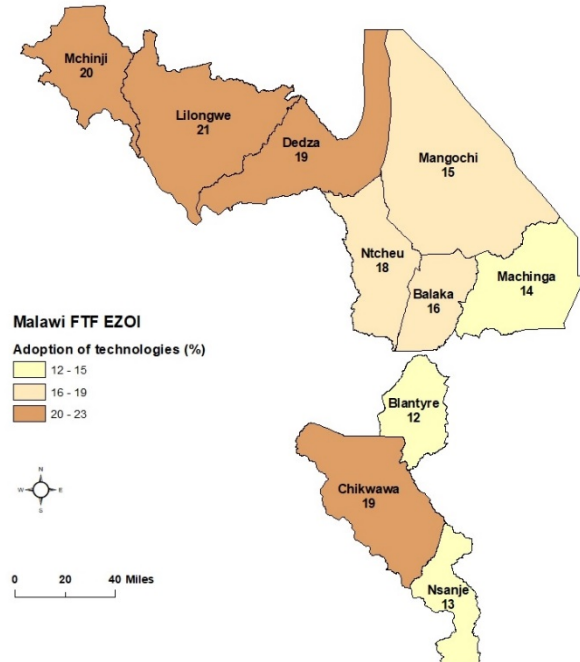 Mchinji
20
Lilongwe
21
Dedza
19
Mangochi
15
Ntcheu
18
Balaka
16
Machinga
14
Malawi FTF EZOI
Adoption of technologies (%)
12 - 15
16 - 19
20 - 23
Blantyre
12
Chikwawa
19
Nsanje
13
N
W E
S
0 20 40 Miles